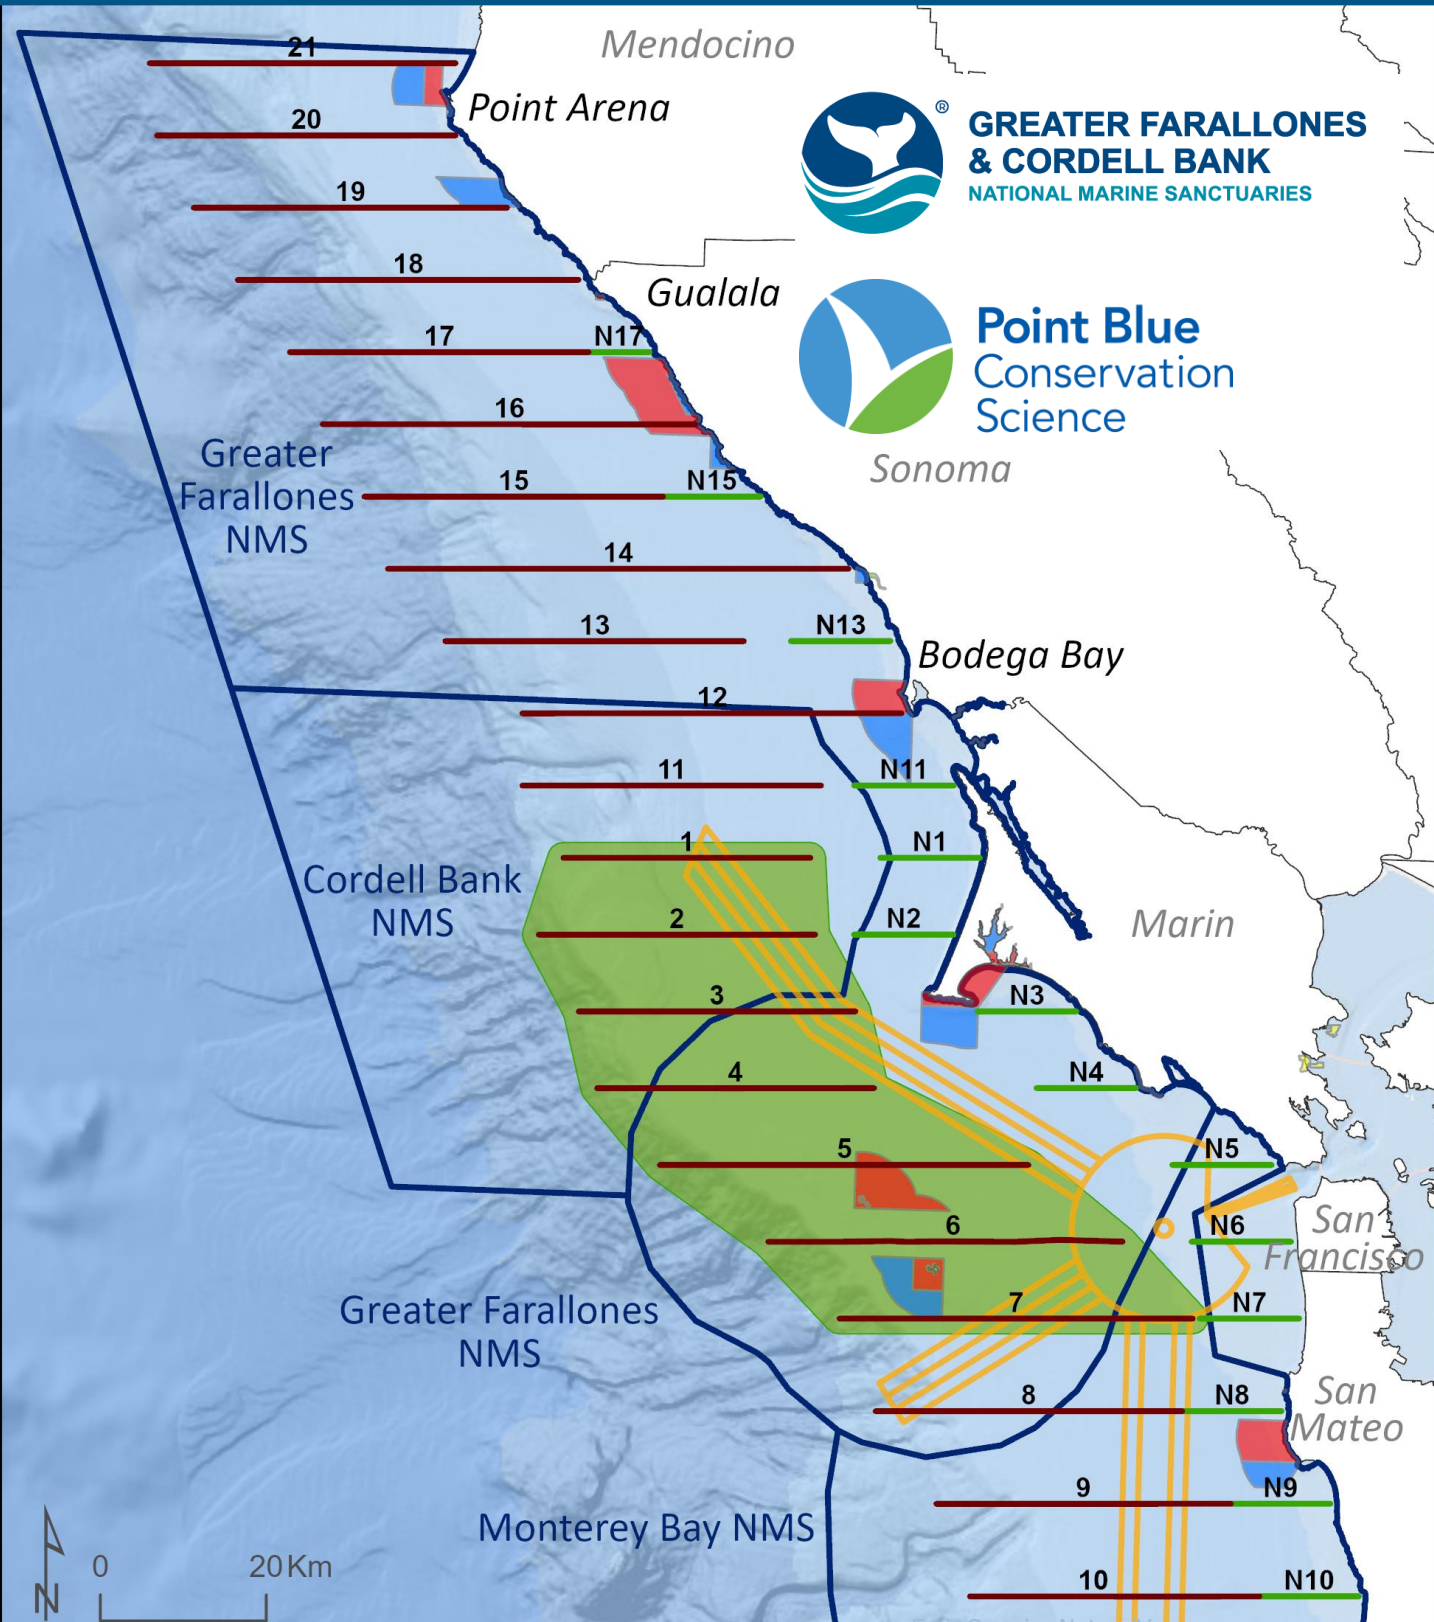 21
Mendocino
Point Arena
®
GREATER FARALLONES
& CORDELL BANK
NATIONAL MARINE SANCTUARIES
20
19
18
Gualala
17
N17
Point Blue
Conservation
Science
16
Greater
Farallones
NMS
Sonoma
15
N15
14
13
N13
Bodega Bay
12
11
N11
1
N1
Cordell Bank
NMS
2
N2
Marin
3
N3
4
N4
5
N5
6
N6
San
Francisco
Greater Farallones
NMS
7
N7
8
N8
San
Mateo
9
N9
Monterey Bay NMS
10
N10
N
0
20 Km